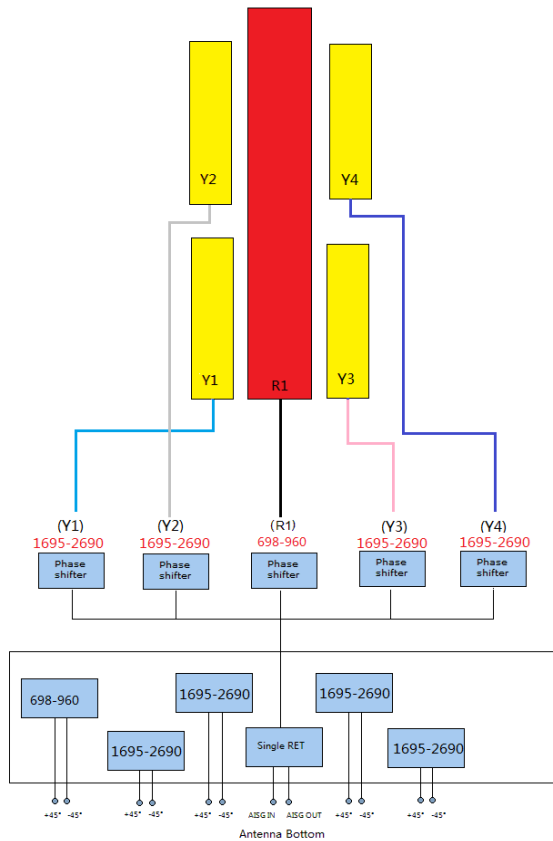 Y2
Y4
Y1
R1
Y3
(Y1)
(Y2)
(R1)
(Y3)
(Y4)
1695-2690
1695-2690
698-960
1695-2690
1695-2690
Phase
shifter
Phase
shifter
Phase
shifter
Phase
shifter
Phase
shifter
698-960
1695-2690
1695-2690
Single RET
1695-2690
1695-2690
+45° -45°
+45° -45°
+45° -45°
AISG IN
AISG OUT
+45° -45°
+45° -45°
Antenna Bottom